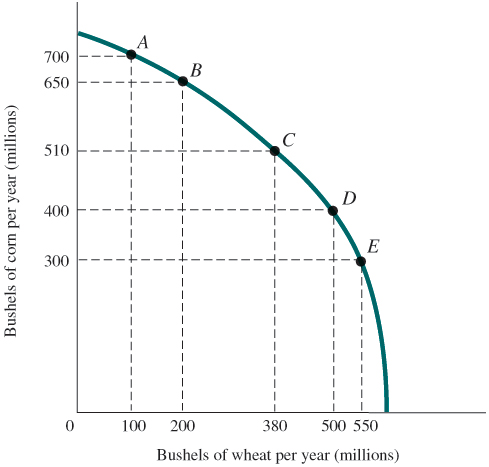 A
700
B
650
C
510
D
400
E
300
0
100
200
380
500
550
Bushels of corn per year (millions)
Bushels of wheat per year (millions)